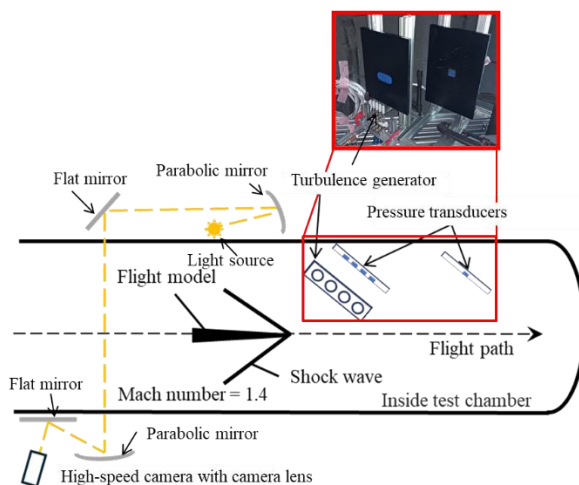 Parabolic mirror
Flat mirror
Turbulence generator
Pressure transducers
Light source
Flight model
Flight path
Flat mirror
Shock wave
Mach number = 1.4
Inside test chamber
Parabolic mirror
High-speed camera with camera lens